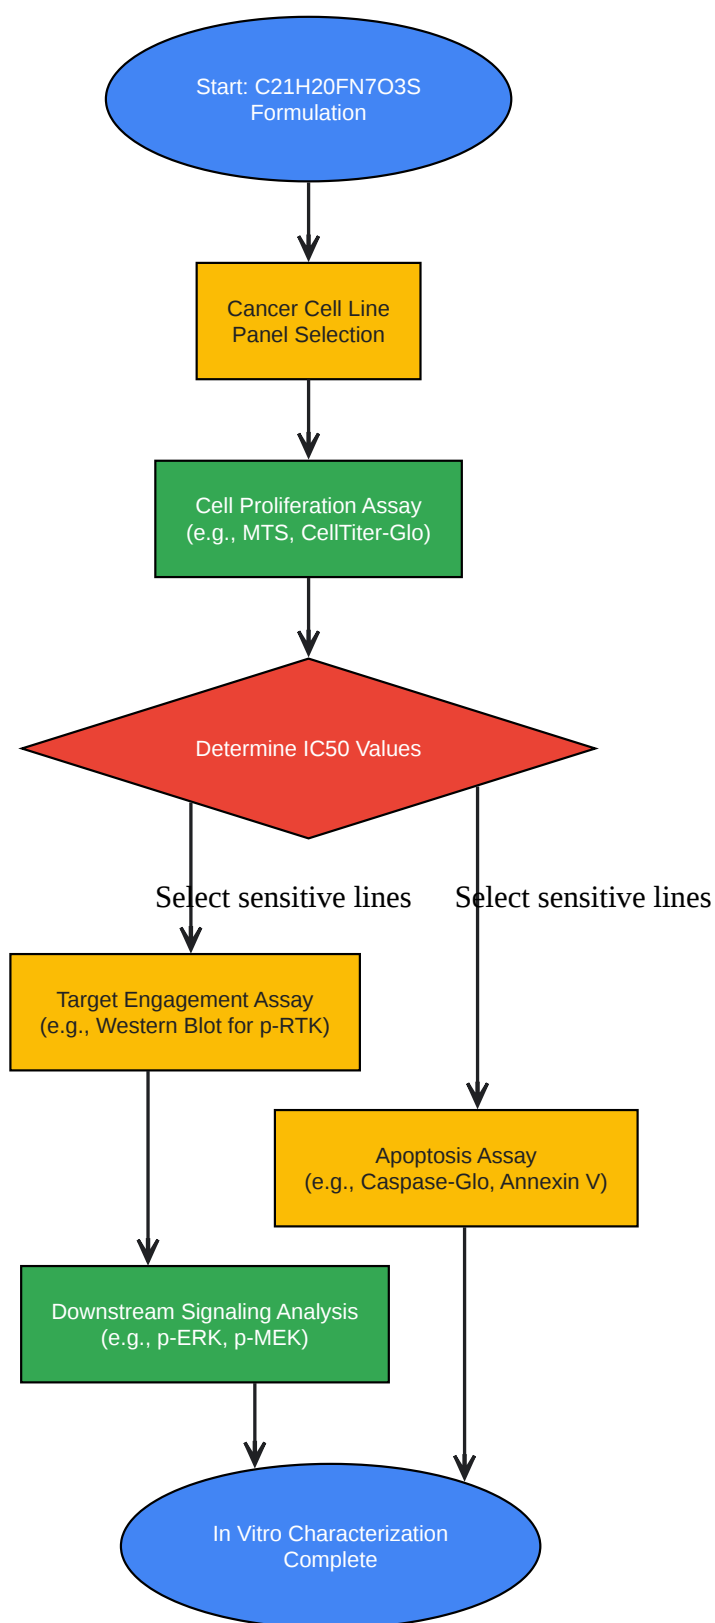 Start: C21H20FN7O3S
Formulation
Cancer Cell Line
Panel Selection
Cell Proliferation Assay
(e.g., MTS, CellTiter-Glo)
Determine IC50 Values
Select sensitive lines
Select sensitive lines
Target Engagement Assay
(e.g., Western Blot for p-RTK)
Apoptosis Assay
(e.g., Caspase-Glo, Annexin V)
Downstream Signaling Analysis
(e.g., p-ERK, p-MEK)
In Vitro Characterization
Complete